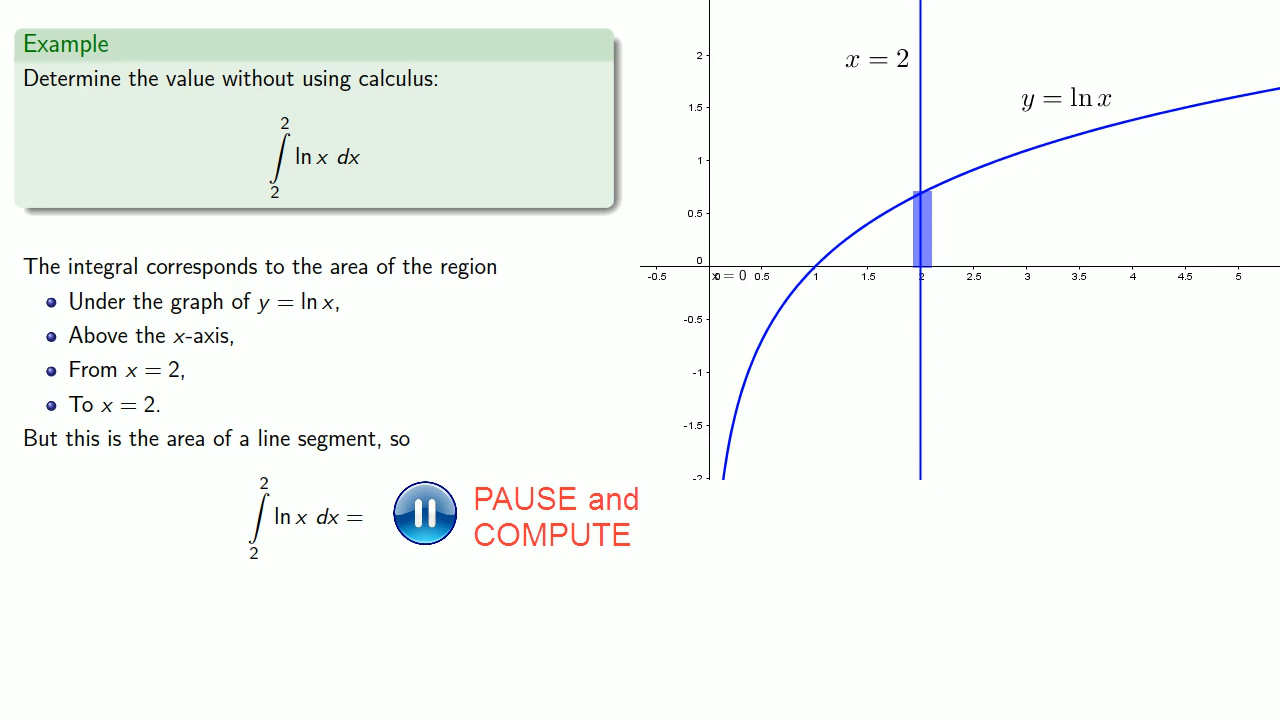 Example
Determine the value without using calculus:
2
∫ ln x dx
2
The integral corresponds to the area of the region
Under the graph of y = ln x,
Above the x-axis,
From x = 2,
To x = 2.
But this is the area of a line segment, so
2
∫ ln x dx =
2
PAUSE and
COMPUTE
x = 2
y = ln x
2
1.5
1
0.5
0
-0.5 x = 0 0.5 1 1.5 2 2.5 3 3.5 4 4.5 5
-0.5
-1
-1.5
-2